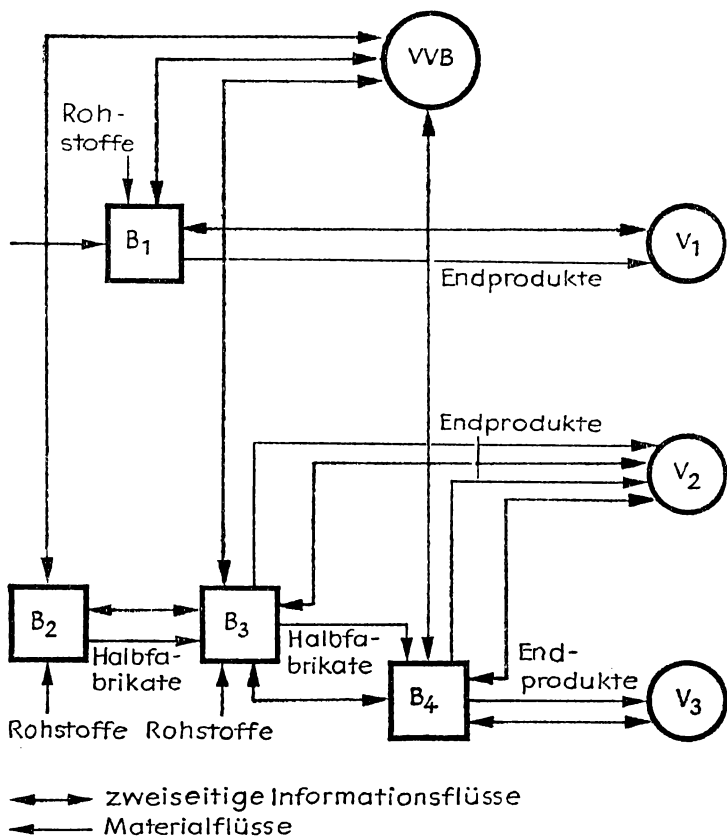 VVB
Roh-
stoffe
B1
V1
Endprodukte
Endprodukte
V2
B2
B3
Halbfa-
brikate
Halbfa-
brikate
B4
End-
produkte
V3
Rohstoffe
Rohstoffe
zweiseitige Informationsflüsse
Materialflüsse